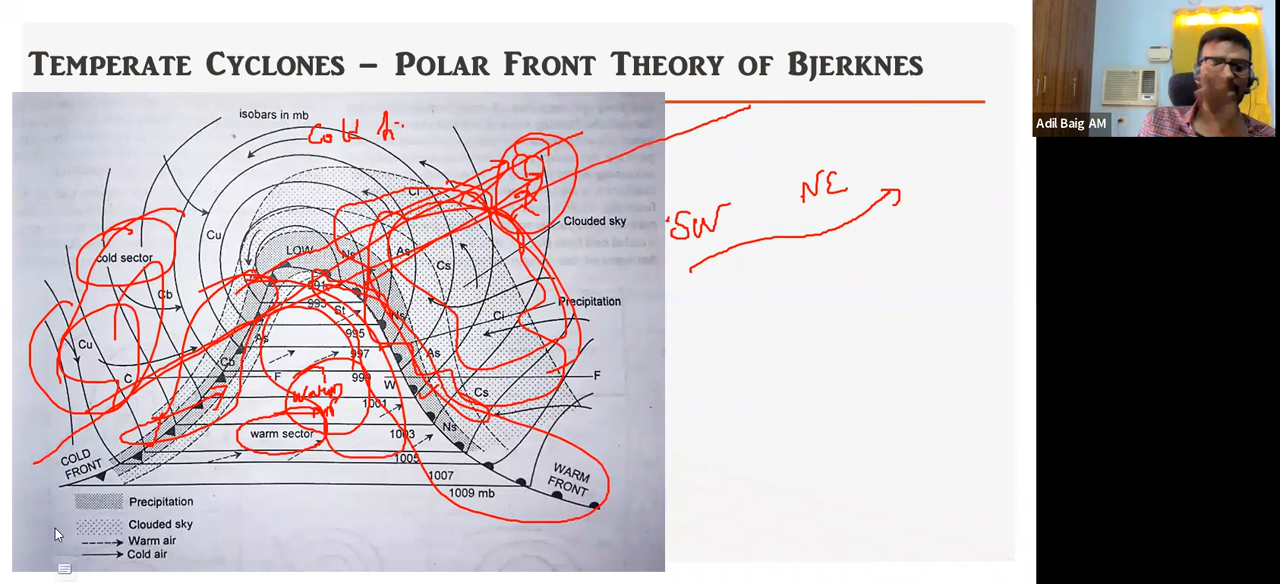 TEMPERATE CYCLONES – POLAR FRONT THEORY OF BJERKNES
Adil Baig AM
isobars in mb
Cold
NE
SW
CI
Clouded sky
Cu
cold sector
LOW
Ns
As
Cs
Cb
991
993
St
Precipitation
Ci
Ns
995
Cu
As
997
As
C
Cb
F
999
W
F
Cs
1001
warm sector
1003
Ns
COLD FRONT
1005
1007
WARM FRONT
1009 mb
Precipitation
Clouded sky
Warm air
Cold air